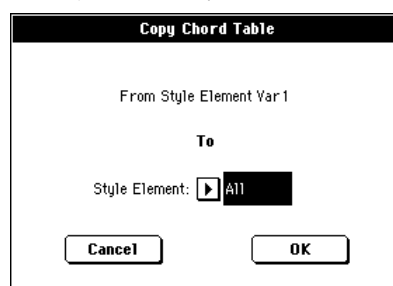 Copy Chord Table
From Style Element Var1
To
Style Element: All
Cancel OK